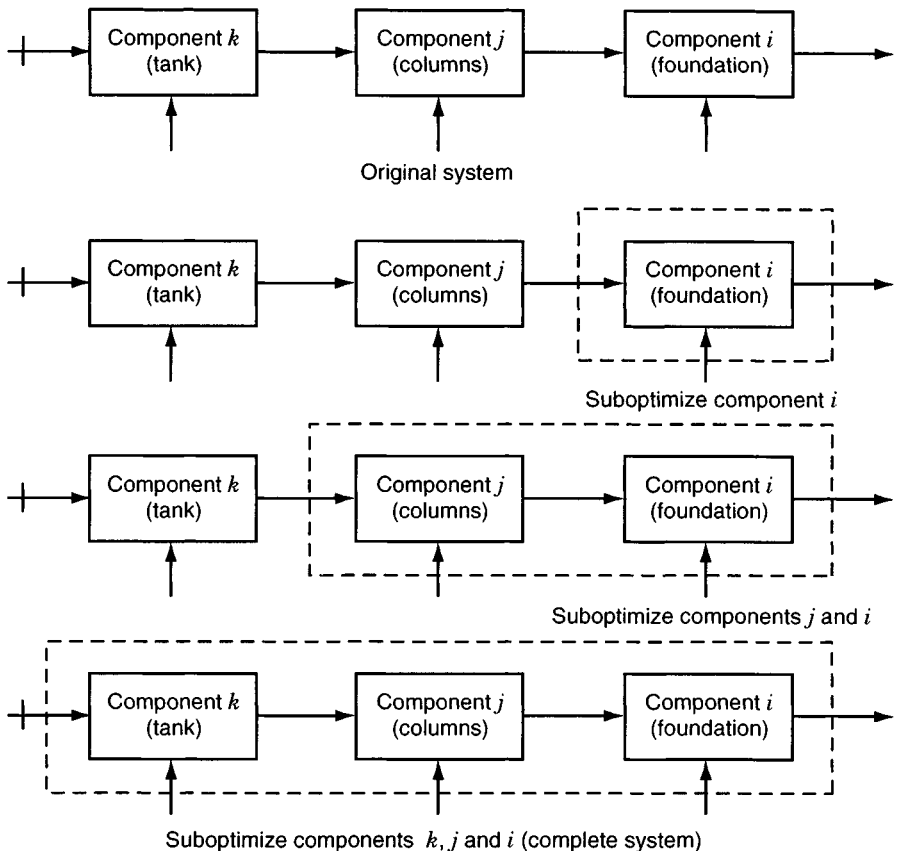 Component k
(tank)
Component j
(columns)
Component i
(foundation)
Original system
Component k
(tank)
Component j
(columns)
Component i
(foundation)
Suboptimize component i
Component k
(tank)
Component j
(columns)
Component i
(foundation)
Suboptimize components j and i
Component k
(tank)
Component j
(columns)
Component i
(foundation)
Suboptimize components k, j and i (complete system)